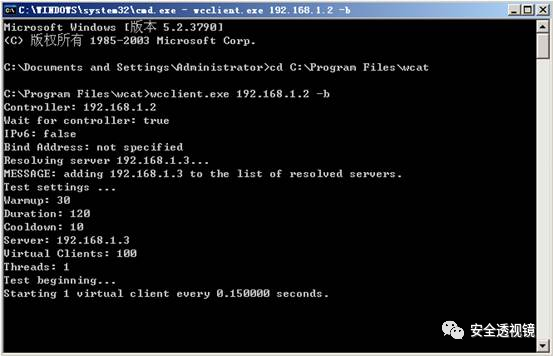 C:\WINDOWS\system32\cmd.exe - wcclient.exe 192.168.1.2 -b
Microsoft Windows [版本 5.2.3790]
(C) 版权所有 1985-2003 Microsoft Corp.
C:\Documents and Settings\Administrator>cd C:\Program Files\wcat
C:\Program Files\wcat>wcclient.exe 192.168.1.2 -b
Controller: 192.168.1.2
Wait for controller: true
IPv6: false
Bind Address: not specified
Resolving server 192.168.1.3...
MESSAGE: adding 192.168.1.3 to the list of resolved servers.
Test settings ...
Warmup: 30
Duration: 120
Cooldown: 10
Server: 192.168.1.3
Virtual Clients: 100
Threads: 1
Test beginning...
Starting 1 virtual client every 0.150000 seconds.
安全透视镜